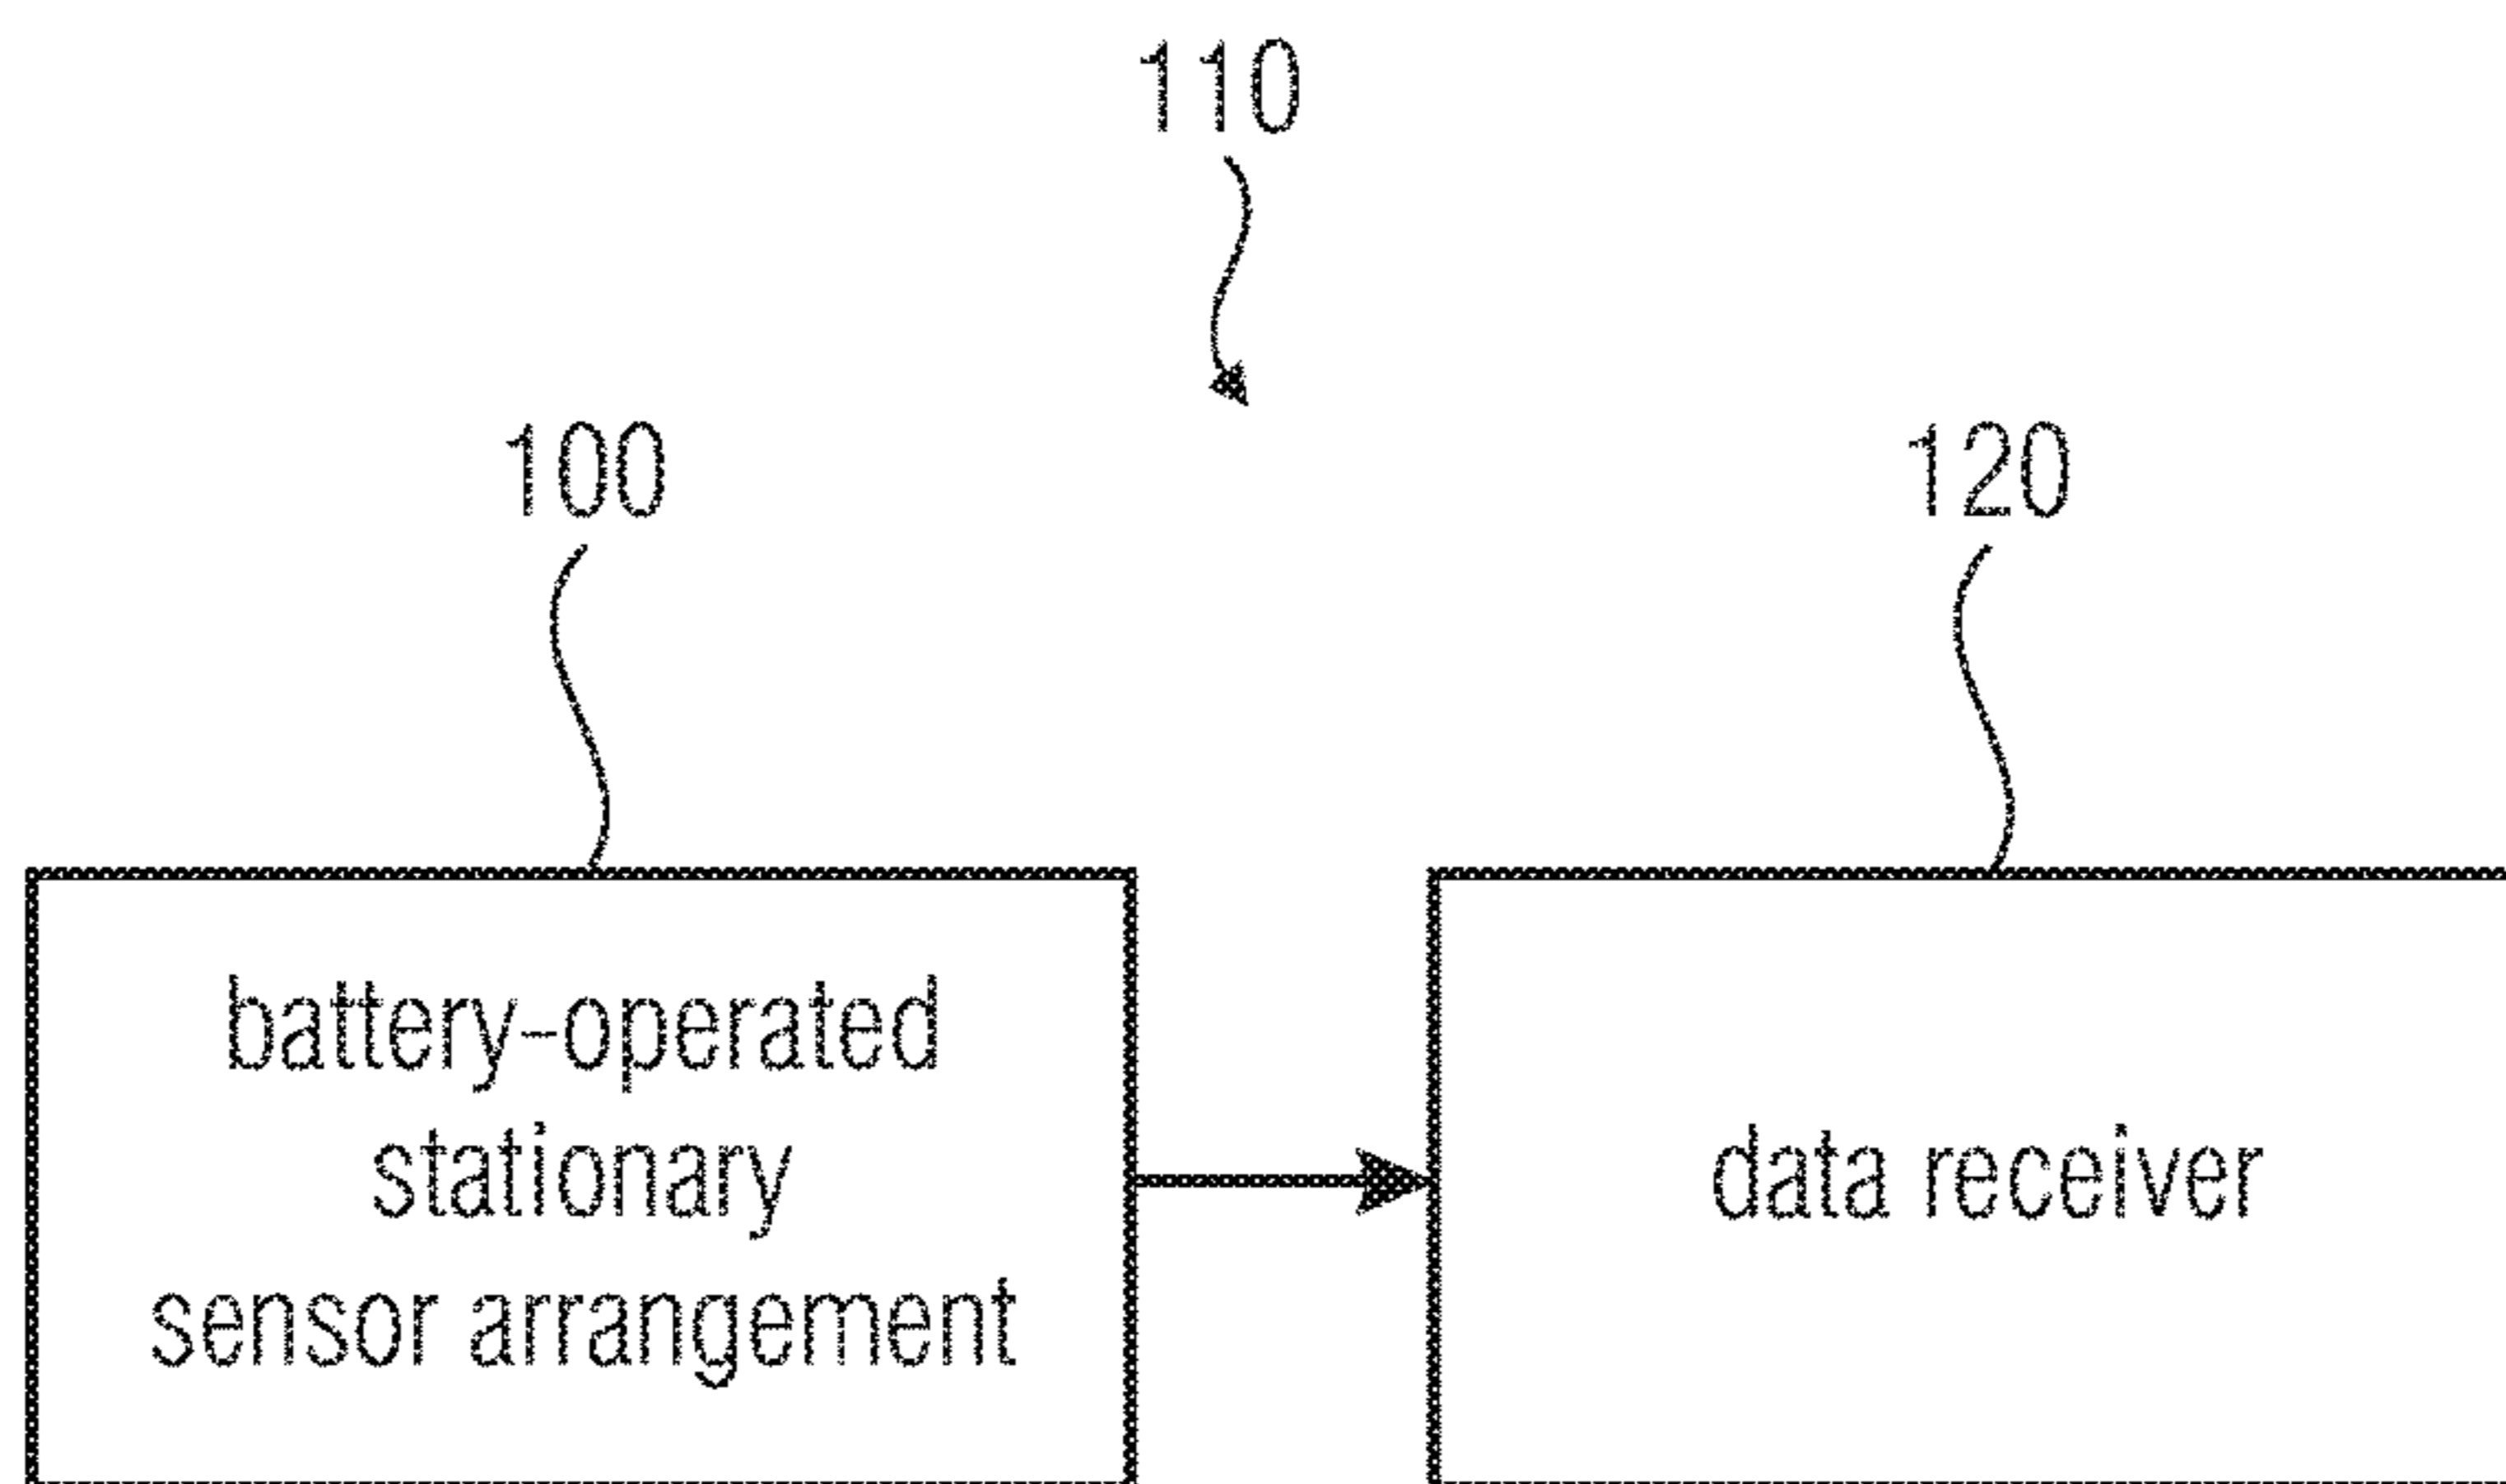 110
100
120
battery-operated
stationary
sensor arrangement
data receiver